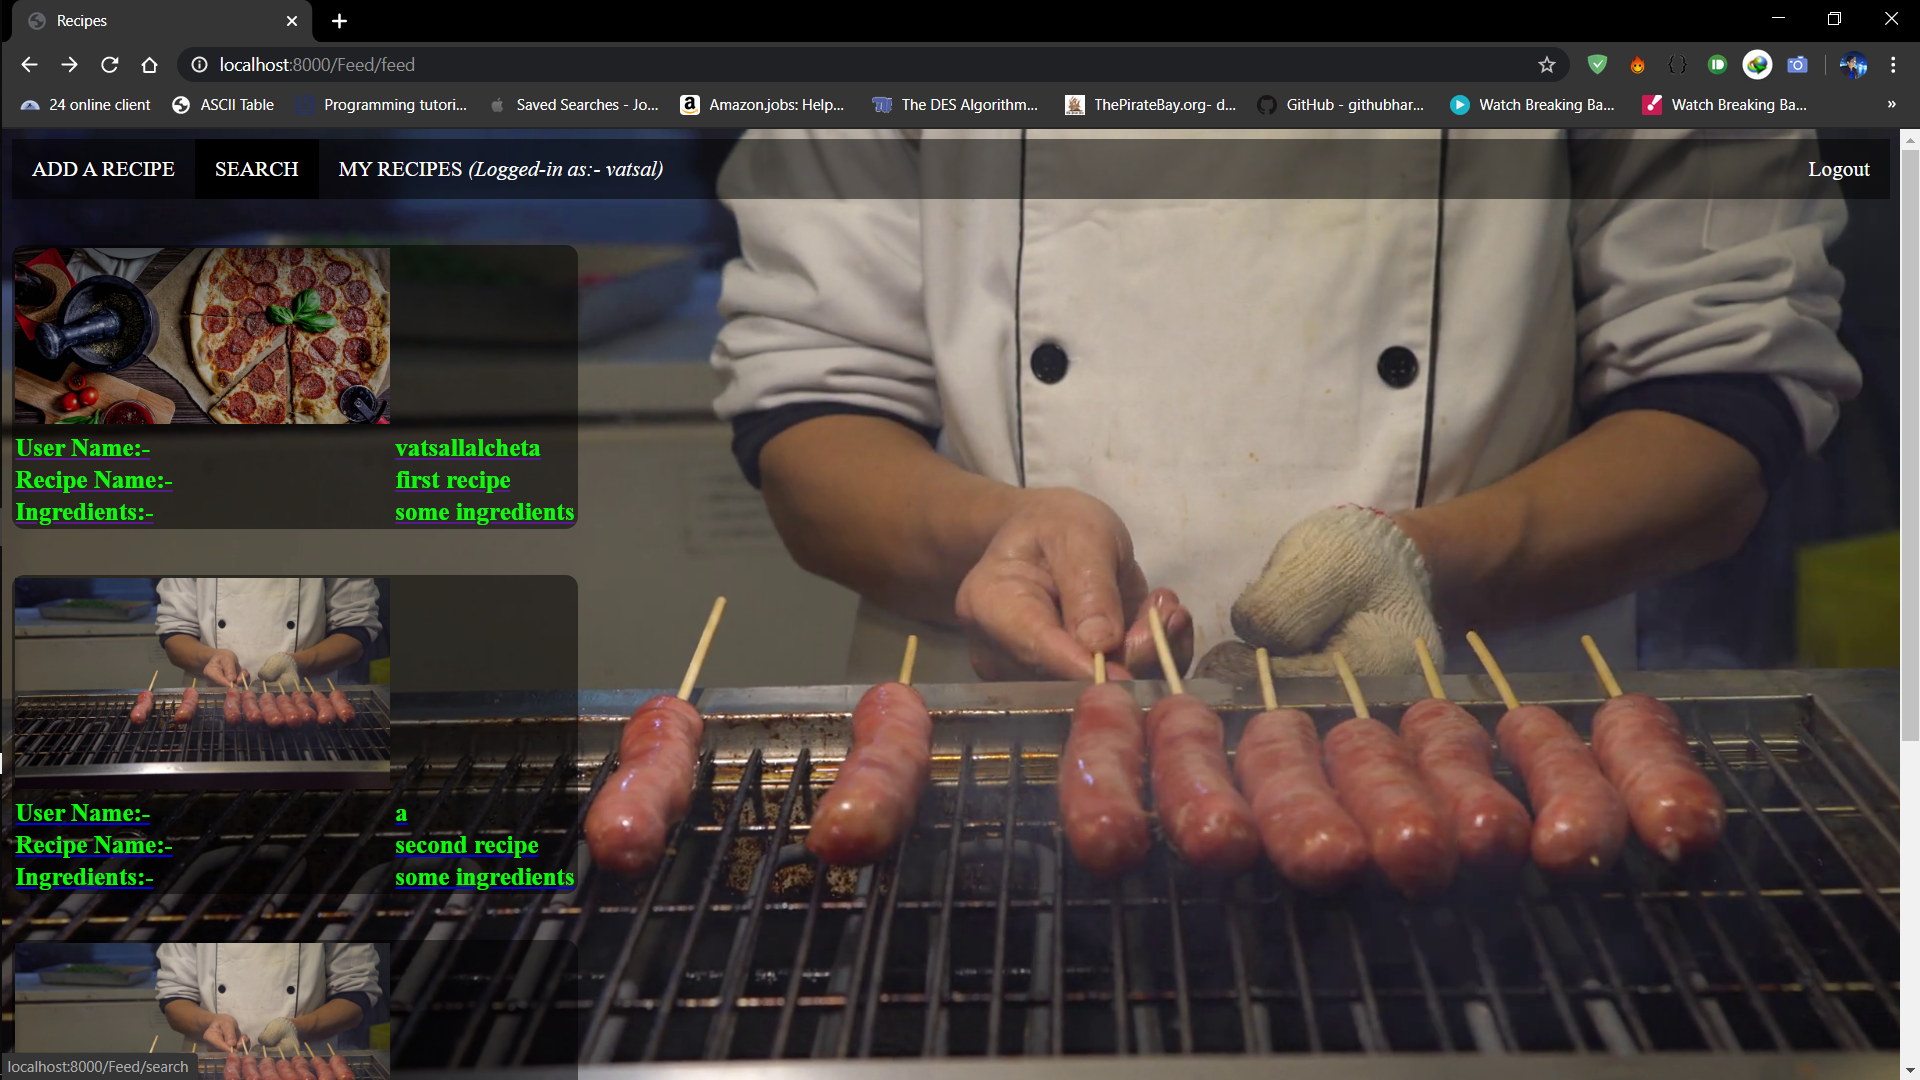 Recipes
localhost:8000/Feed/feed
24 online client
ASCII Table
Programming tutori...
Saved Searches - Jo...
Amazon.jobs: Help...
The DES Algorithm...
ThePirateBay.org- d...
GitHub - githubhar...
Watch Breaking Ba...
Watch Breaking Ba...
»
ADD A RECIPE
SEARCH
MY RECIPES (Logged-in as:- vatsal)
Logout
User Name:- vatsallalcheta
Recipe Name:- first recipe
Ingredients:- some ingredients
User Name:- a
Recipe Name:- second recipe
Ingredients:- some ingredients
localhost:8000/Feed/search